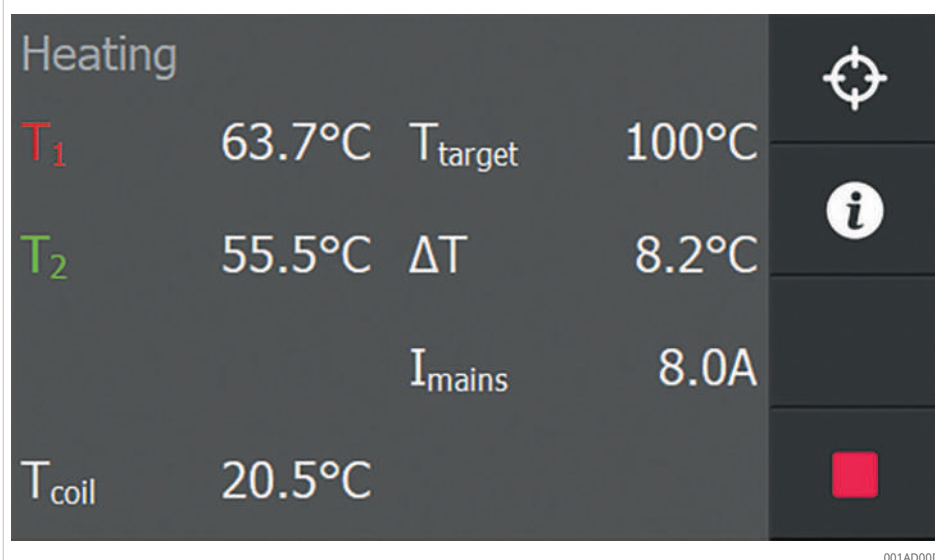 Heating
T1 63.7°C Ttarget 100°C
T2 55.5°C ΔT 8.2°C
Imains 8.0A
Tcoil 20.5°C